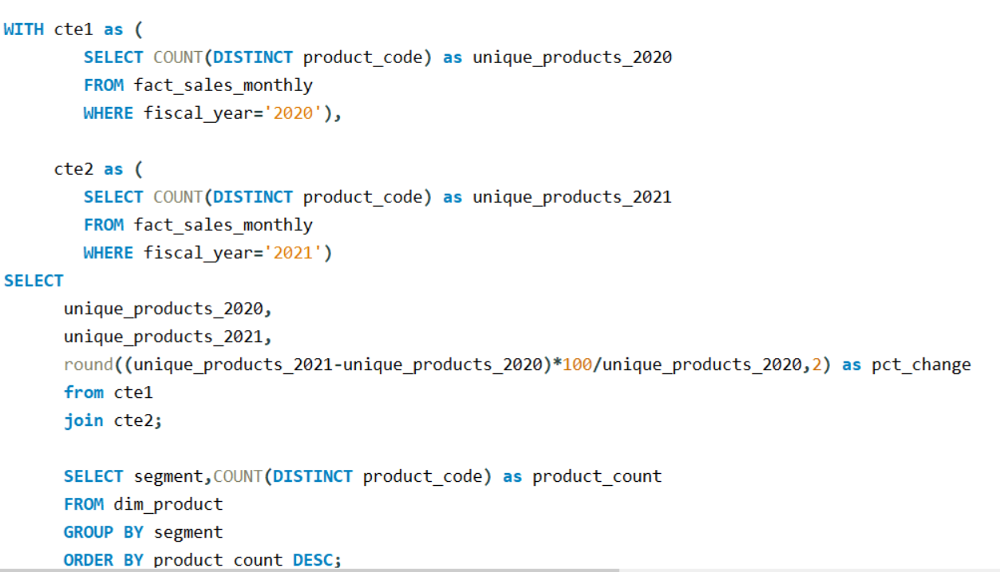 WITH cte1 as (
SELECT COUNT(DISTINCT product_code) as unique_products_2020
FROM fact_sales_monthly
WHERE fiscal_year='2020'),
cte2 as (
SELECT COUNT(DISTINCT product_code) as unique_products_2021
FROM fact_sales_monthly
WHERE fiscal_year='2021')
SELECT
unique_products_2020,
unique_products_2021,
round((unique_products_2021-unique_products_2020)*100/unique_products_2020,2) as pct_change
from cte1
join cte2;
SELECT segment,COUNT(DISTINCT product_code) as product_count
FROM dim_product
GROUP BY segment
ORDER BY product_count DESC;